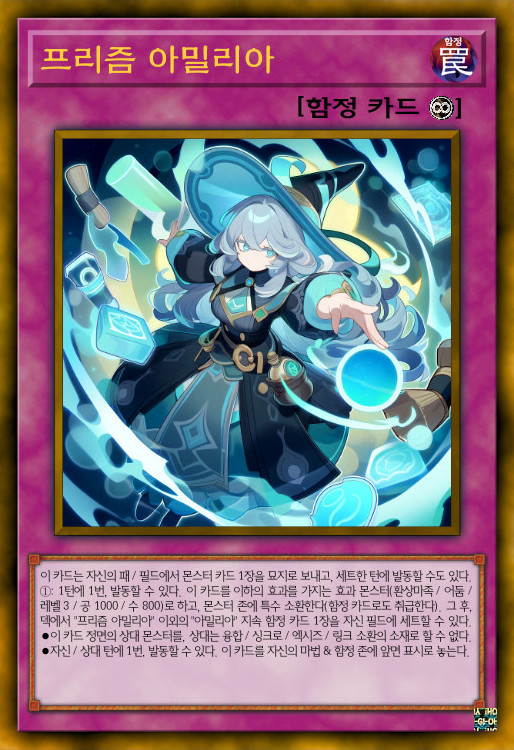 프리즘 아밀리아
함정
罠
[함정 카드 ]
이 카드는 자신의 패 / 필드에서 몬스터 카드 1장을 묘지로 보내고, 세트한 턴에 발동할 수도 있다.
①: 1턴에 1번, 발동할 수 있다. 이 카드를 이하의 효과를 가지는 효과 몬스터(환상마족 / 어둠 /
레벨 3 / 공 1000 / 수 800)로 하고, 몬스터 존에 특수 소환한다(함정 카드로도 취급한다). 그 후,
덱에서 "프리즘 아밀리아" 이외의 "아밀리아" 지속 함정 카드 1장을 자신 필드에 세트할 수 있다.
●이 카드 정면의 상대 몬스터를, 상대는 융합 / 싱크로 / 엑시즈 / 링크 소환의 소재로 할 수 없다.
●자신 / 상대 턴에 1번, 발동할 수 있다. 이 카드를 자신의 마법 & 함정 존에 앞면 표시로 놓는다.